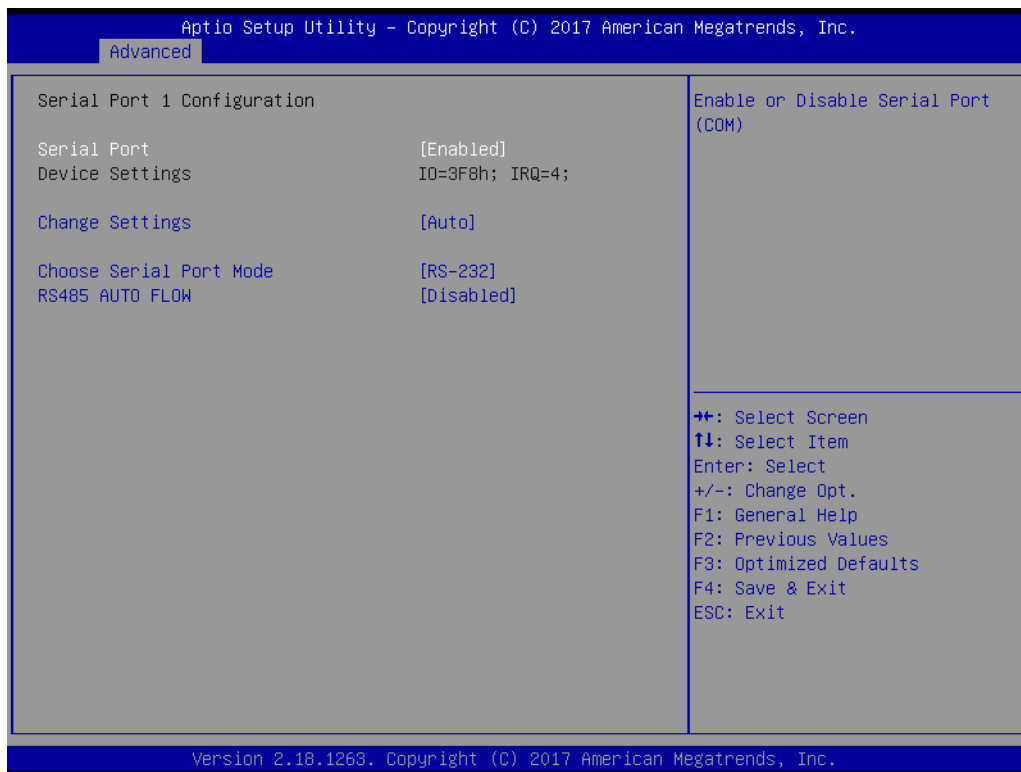 Aptio Setup Utility – Copyright (C) 2017 American Megatrends, Inc.
Advanced
Serial Port 1 Configuration
Serial Port [Enabled]
Device Settings IO=3F8h; IRQ=4;
Change Settings [Auto]
Choose Serial Port Mode [RS-232]
RS485 AUTO FLOW [Disabled]
Enable or Disable Serial Port
(COM)
→←: Select Screen
↑↓: Select Item
Enter: Select
+/-: Change Opt.
F1: General Help
F2: Previous Values
F3: Optimized Defaults
F4: Save & Exit
ESC: Exit
Version 2.18.1263. Copyright (C) 2017 American Megatrends, Inc.